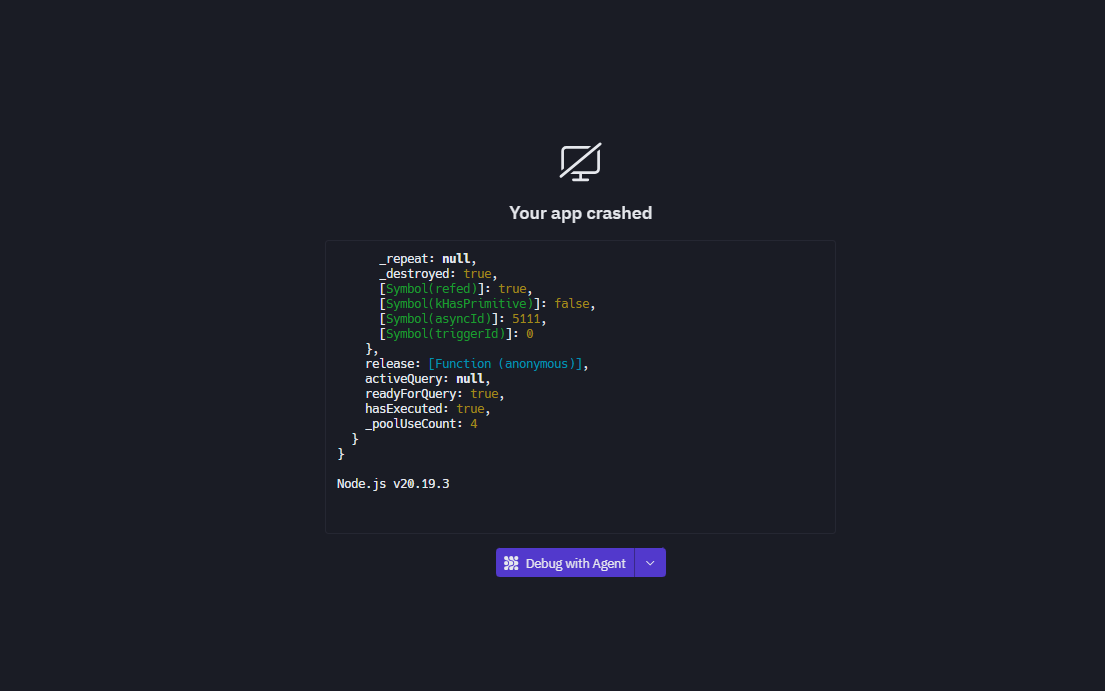 Your app crashed
_repeat: null,
_destroyed: true,
[Symbol(refed)]: true,
[Symbol(kHasPrimitive)]: false,
[Symbol(asyncId)]: 5111,
[Symbol(triggerId)]: 0
},
release: [Function (anonymous)],
activeQuery: null,
readyForQuery: true,
hasExecuted: true,
_poolUseCount: 4
}
}
Node.js v20.19.3
Debug with Agent